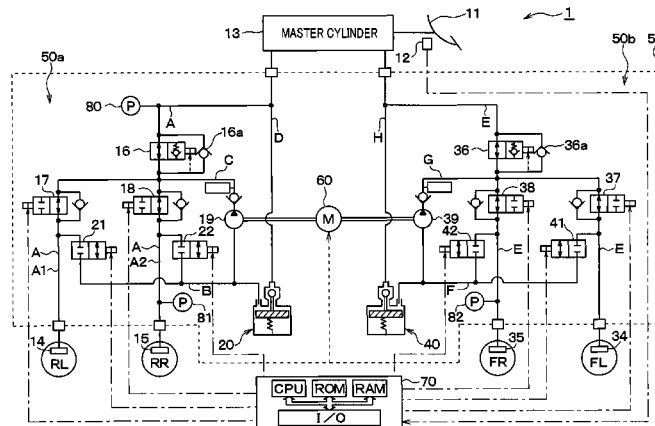 11
1
13
MASTER CYLINDER
12
50a
50b
5
80
P
A
E
D
H
16
16a
36
36a
C
G
17
18
60
M
38
37
19
39
21
22
42
41
A
A1
A
A2
E
E
B
F
P
81
20
40
82
P
14
RL
15
RR
35
FR
34
FL
70
CPU
ROM
RAM
I/O